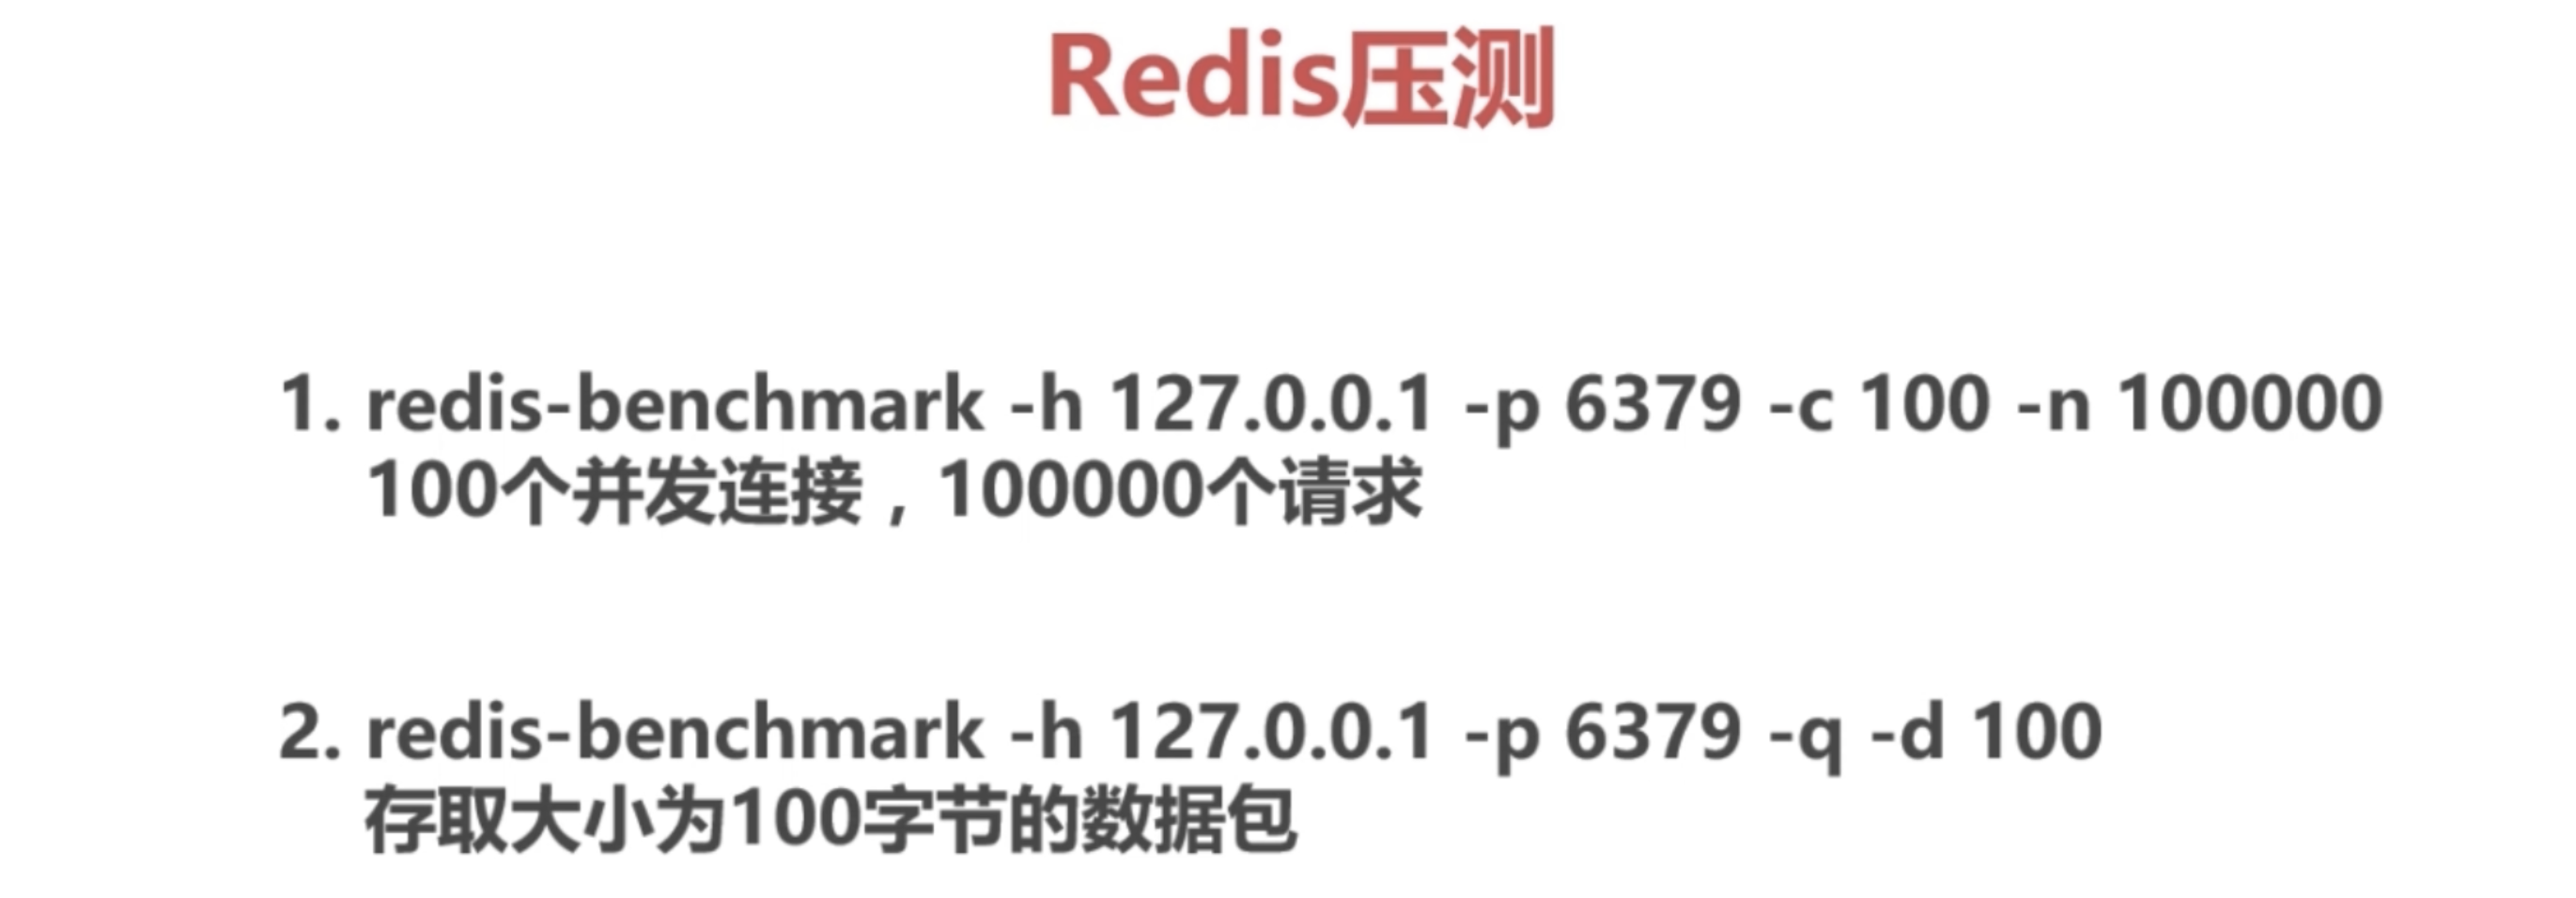 Redis压测
1. redis-benchmark -h 127.0.0.1 -p 6379 -c 100 -n 100000
100个并发连接，100000个请求
2. redis-benchmark -h 127.0.0.1 -p 6379 -q -d 100
存取大小为100字节的数据包